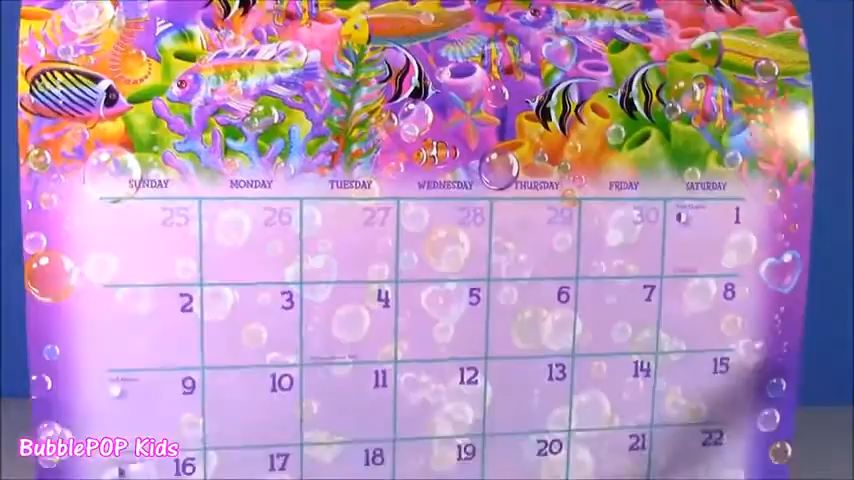 SUNDAY MONDAY TUESDAY WEDNESDAY THURSDAY FRIDAY SATURDAY
25 26 27 28 29 30 1
2 3 4 5 6 7 8
9 10 11 12 13 14 15
16 17 18 19 20 21 22
BubblePOP Kids